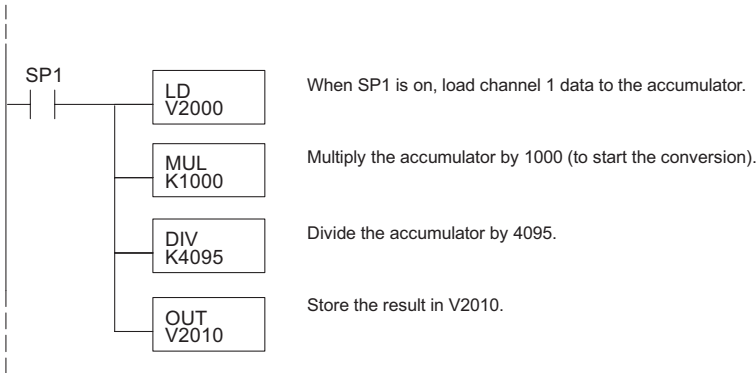 SP1
LD
V2000
When SP1 is on, load channel 1 data to the accumulator.
MUL
K1000
Multiply the accumulator by 1000 (to start the conversion).
DIV
K4095
Divide the accumulator by 4095.
OUT
V2010
Store the result in V2010.